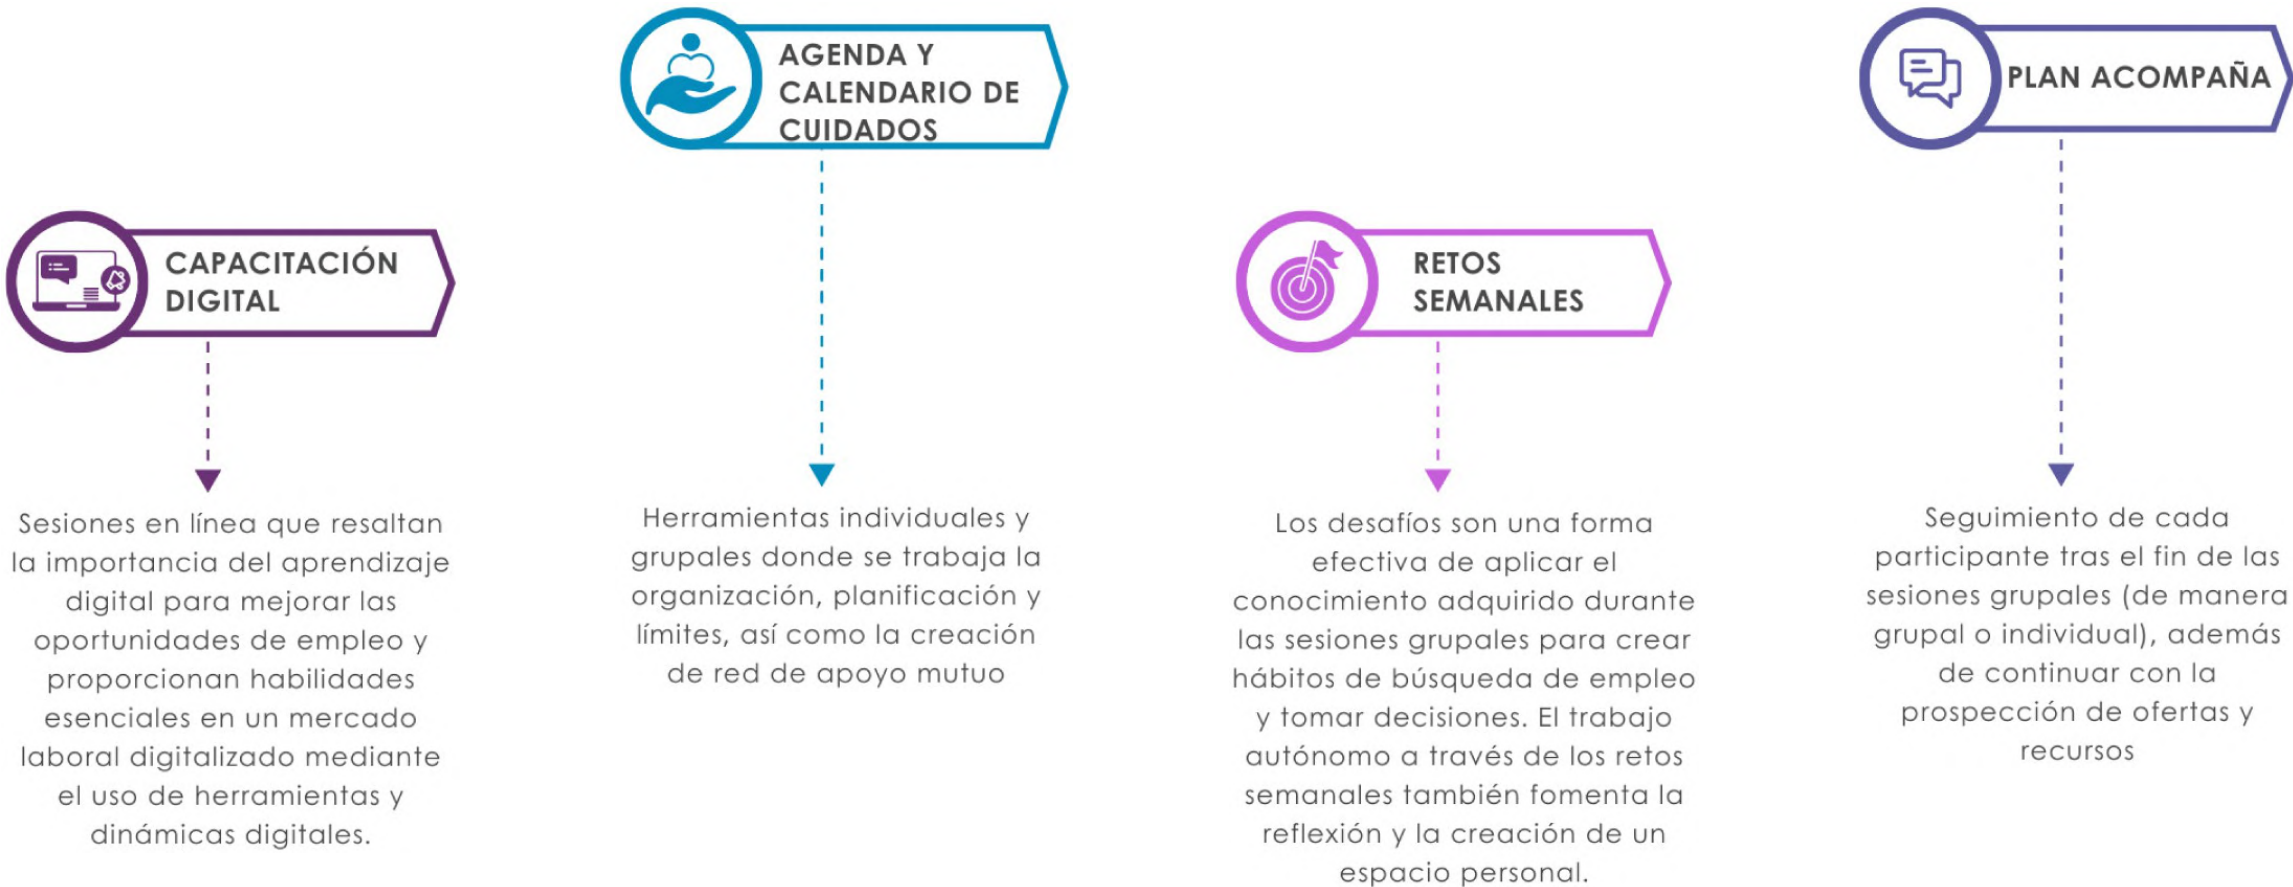 CAPACITACIÓN
DIGITAL
Sesiones en línea que resaltan
la importancia del aprendizaje
digital para mejorar las
oportunidades de empleo y
proporcionan habilidades
esenciales en un mercado
laboral digitalizado mediante
el uso de herramientas y
dinámicas digitales.
AGENDA Y
CALENDARIO DE
CUIDADOS
Herramientas individuales y
grupales donde se trabaja la
organización, planificación y
límites, así como la creación
de red de apoyo mutuo
RETOS
SEMANALES
Los desafíos son una forma
efectiva de aplicar el
conocimiento adquirido durante
las sesiones grupales para crear
hábitos de búsqueda de empleo
y tomar decisiones. El trabajo
autónomo a través de los retos
semanales también fomenta la
reflexión y la creación de un
espacio personal.
PLAN ACOMPAÑA
Seguimiento de cada
participante tras el fin de las
sesiones grupales (de manera
grupal o individual), además
de continuar con la
prospección de ofertas y
recursos